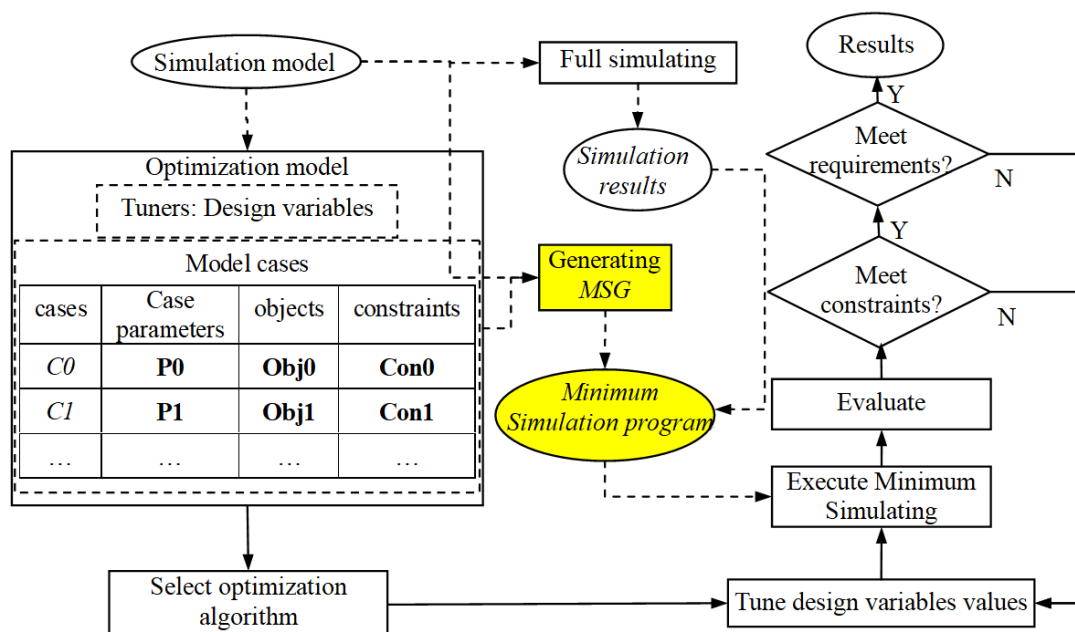 Simulation model
Full simulating
Results
Y
Optimization model
Tuners: Design variables
Simulation
results
Meet
requirements?
N
Y
Model cases
Generating
MSG
Meet
constraints?
N
cases
Case
parameters
objects
constraints
C0
P0
Obj0
Con0
C1
P1
Obj1
Con1
...
...
...
...
Minimum
Simulation program
Evaluate
Execute Minimum
Simulating
Select optimization
algorithm
Tune design variables values